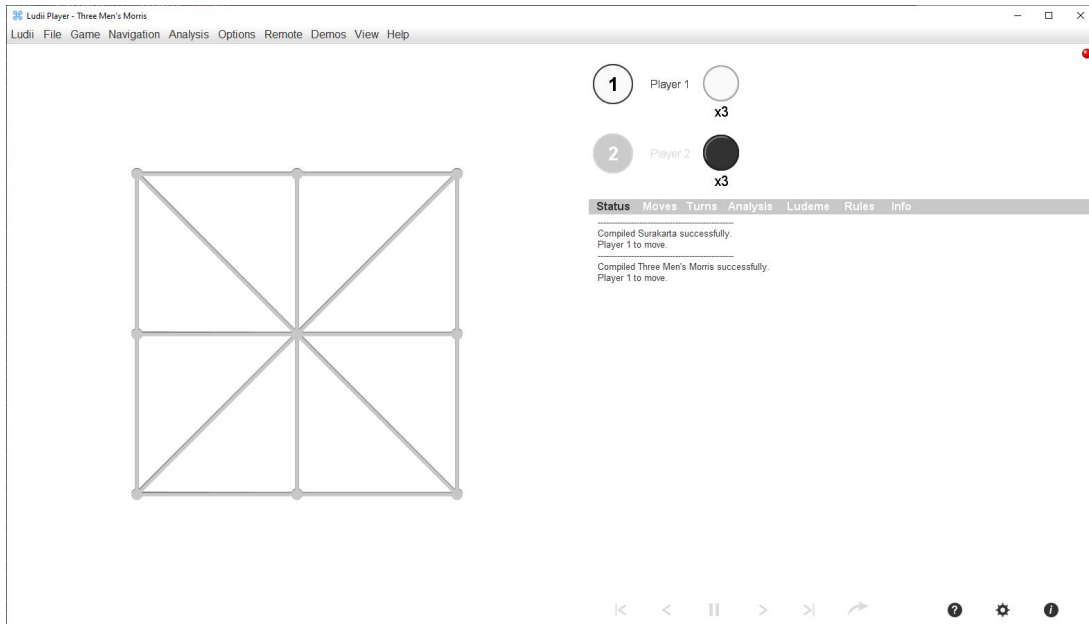 Ludii Player - Three Men's Morris
Ludii File Game Navigation Analysis Options Remote Demos View Help
1 Player 1
x3
2 Player 2
x3
Status Moves Turns Analysis Ludeme Rules Info
Compiled Surakarta successfully.
Player 1 to move.
Compiled Three Men's Morris successfully.
Player 1 to move.